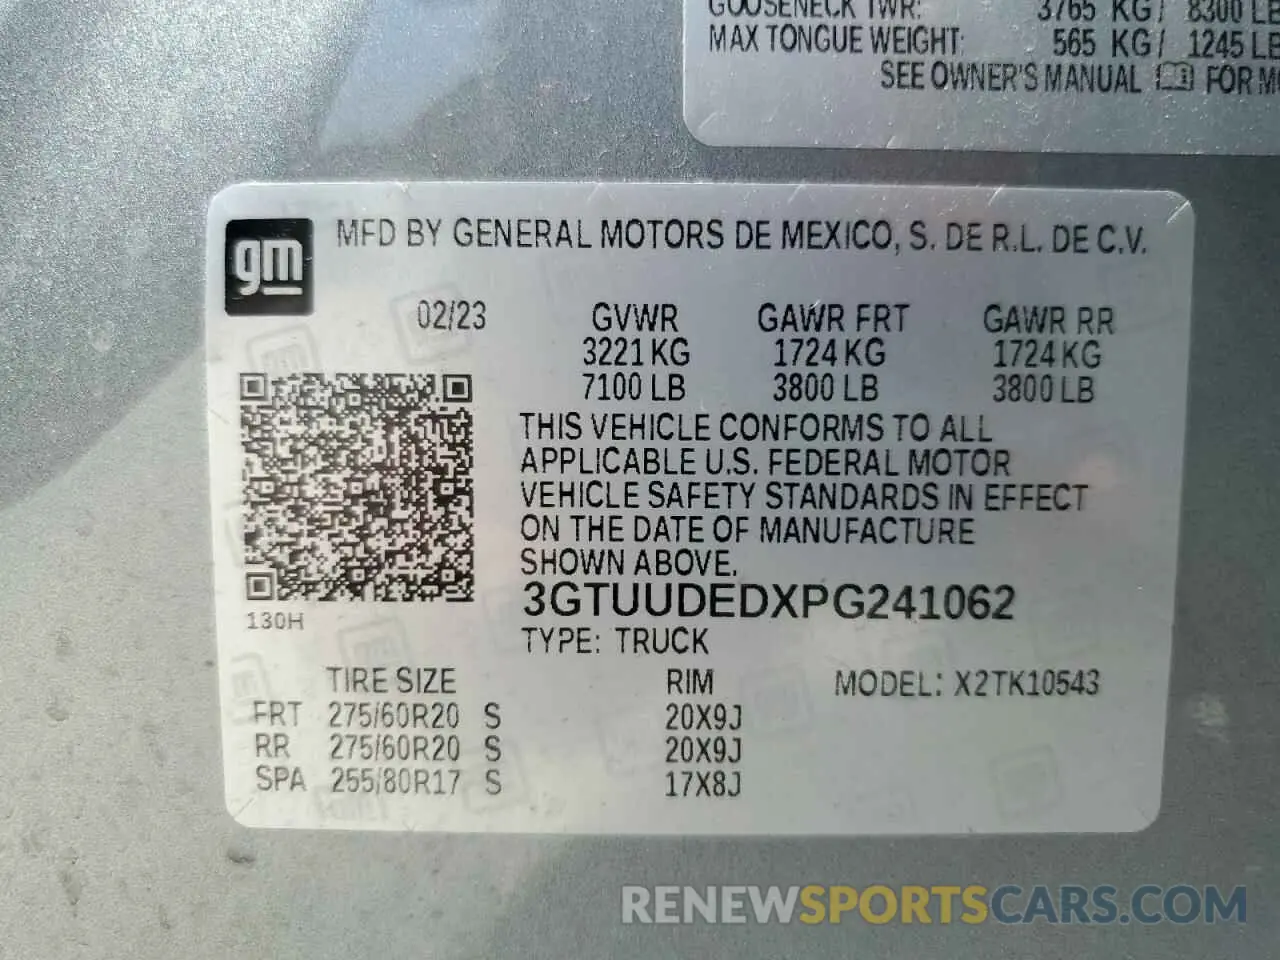 GOOSENECK TWR: 3765 KG/ 8300 LB
MAX TONGUE WEIGHT: 565 KG/ 1245 LB
SEE OWNER'S MANUAL FOR
gm
MFD BY GENERAL MOTORS DE MEXICO, S. DE R.L. DE C.V.
02/23 GVWR GAWR FRT GAWR RR
3221 KG 1724 KG 1724 KG
7100 LB 3800 LB 3800 LB
THIS VEHICLE CONFORMS TO ALL
APPLICABLE U.S. FEDERAL MOTOR
VEHICLE SAFETY STANDARDS IN EFFECT
ON THE DATE OF MANUFACTURE
SHOWN ABOVE.
3GTUUDEDXPG241062
130H
TYPE: TRUCK
TIRE SIZE RIM MODEL: X2TK10543
FRT 275/60R20 S 20X9J
RR 275/60R20 S 20X9J
SPA 255/80R17 S 17X8J
RENEWSPORTSCARS.COM